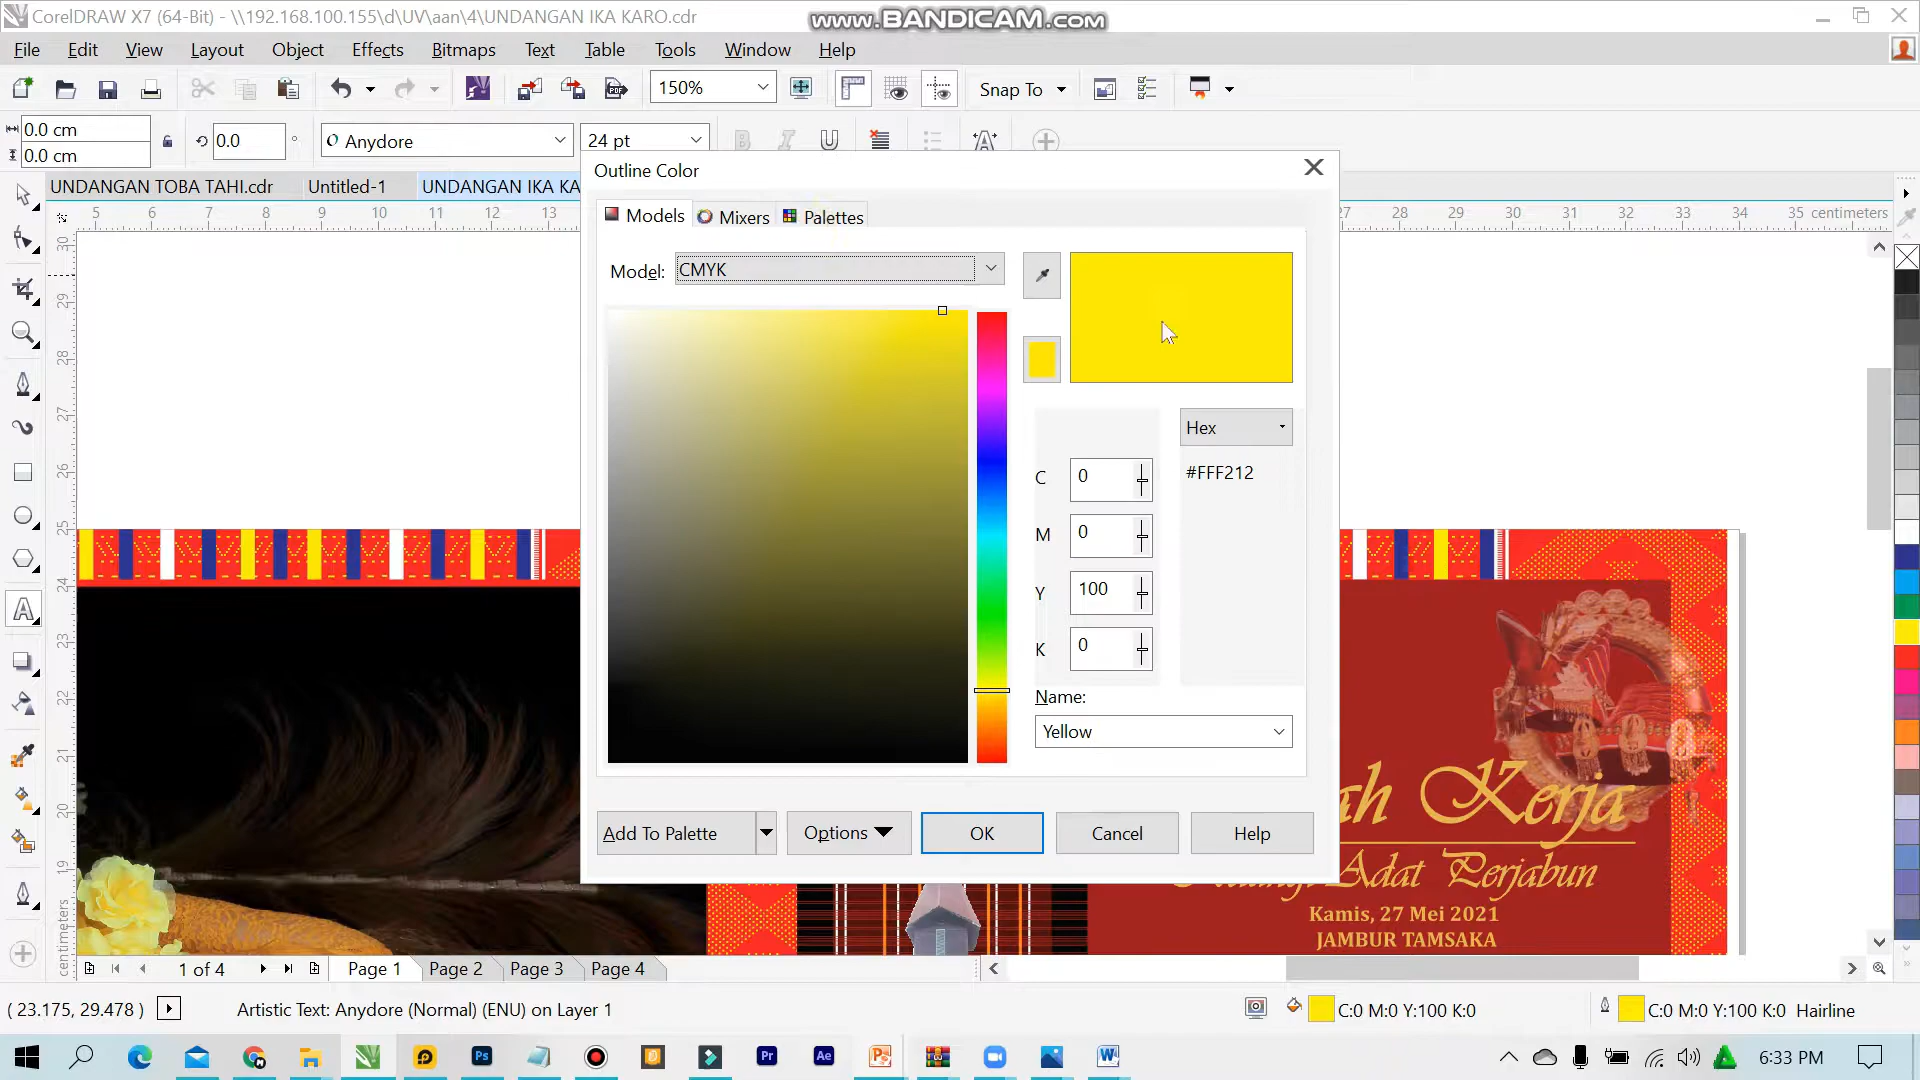 CorelDRAW X7 (64-Bit) - \\192.168.100.155\d\UV\aan\4\UNDANGAN IKA KARO.cdr
www.BANDICAM.com
File Edit View Layout Object Effects Bitmaps Text Table Tools Window Help
150%
Snap To
PDF
0.0 cm
0.0 cm
0.0 °
O Anydore
24 pt
B I U
UNDANGAN TOBA TAHI.cdr
Untitled-1
UNDANGAN IKA KA
5 6 7 8 9 10 11 12 13
27 28 29 30 31 32 33 34 35 centimeters
30
29
28
27
26
25
24
23
22
21
20
19
centimeters
Outline Color
Models Mixers Palettes
Model: CMYK
Hex
#FFF212
C 0
M 0
Y 100
K 0
Name:
Yellow
Add To Palette Options OK Cancel Help
ah Kerja
Adat Perjabun
Kamis, 27 Mei 2021
JAMBUR TAMSAKA
1 of 4
Page 1 Page 2 Page 3 Page 4
( 23.175, 29.478 )
Artistic Text: Anydore (Normal) (ENU) on Layer 1
C:0 M:0 Y:100 K:0
C:0 M:0 Y:100 K:0 Hairline
Ps Pr Ae
6:33 PM